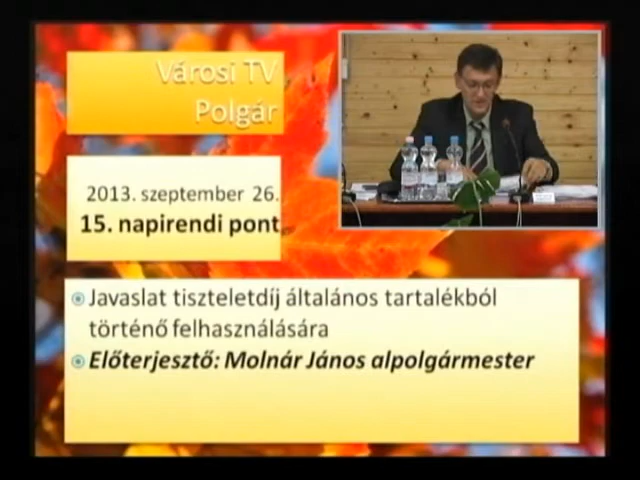 Városi TV
Polgár
2013. szeptember 26.
15. napirendi pont
Javaslat tiszteletdíj általános tartalékból
történő felhasználására
Előterjesztő: Molnár János alpolgármester